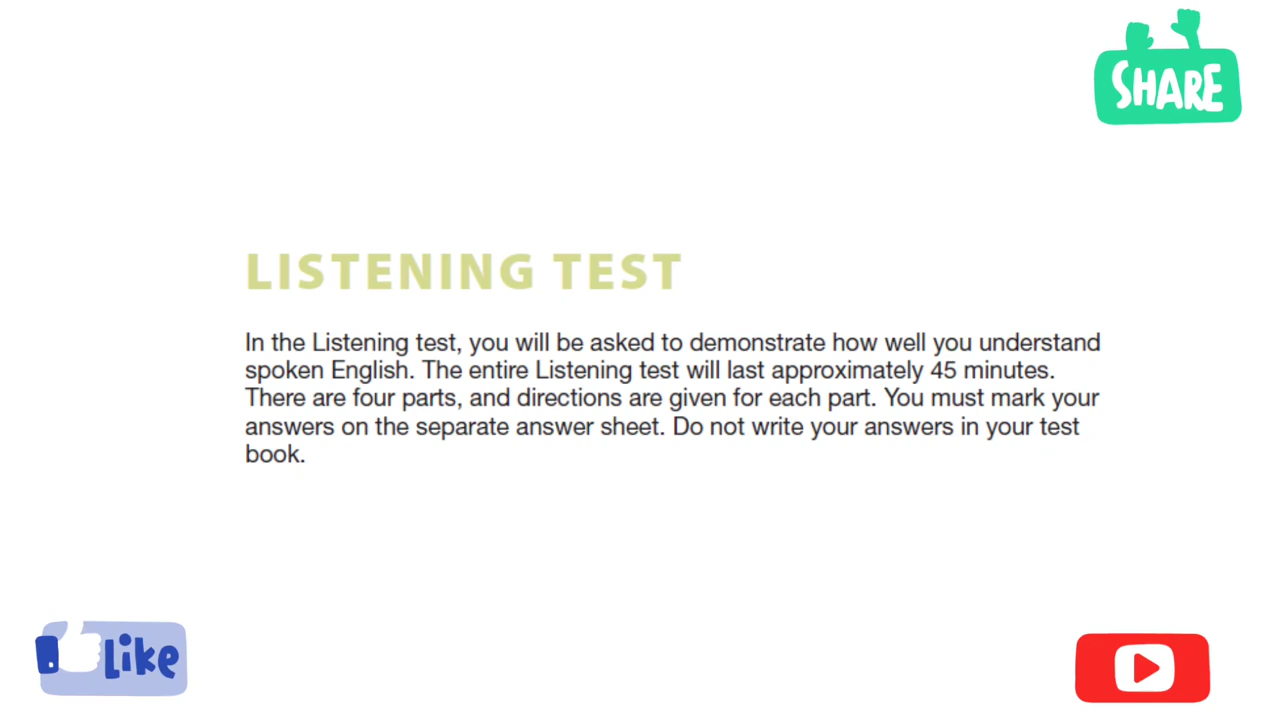 SHARE
LISTENING TEST
In the Listening test, you will be asked to demonstrate how well you understand
spoken English. The entire Listening test will last approximately 45 minutes.
There are four parts, and directions are given for each part. You must mark your
answers on the separate answer sheet. Do not write your answers in your test
book.
Like